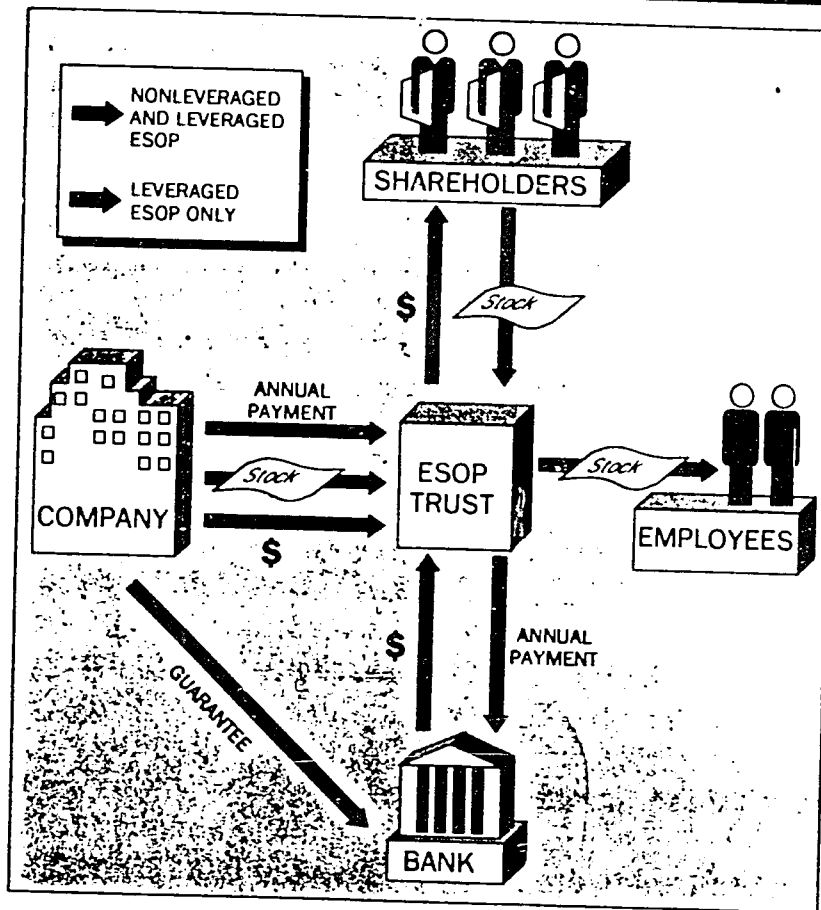 NONLEVERAGED
AND LEVERAGED
ESOP
LEVERAGED
ESOP ONLY
SHAREHOLDERS
$
Stock
ANNUAL
PAYMENT
Stock
$
COMPANY
ESOP
TRUST
Stock
EMPLOYEES
GUARANTEE
$
ANNUAL
PAYMENT
BANK